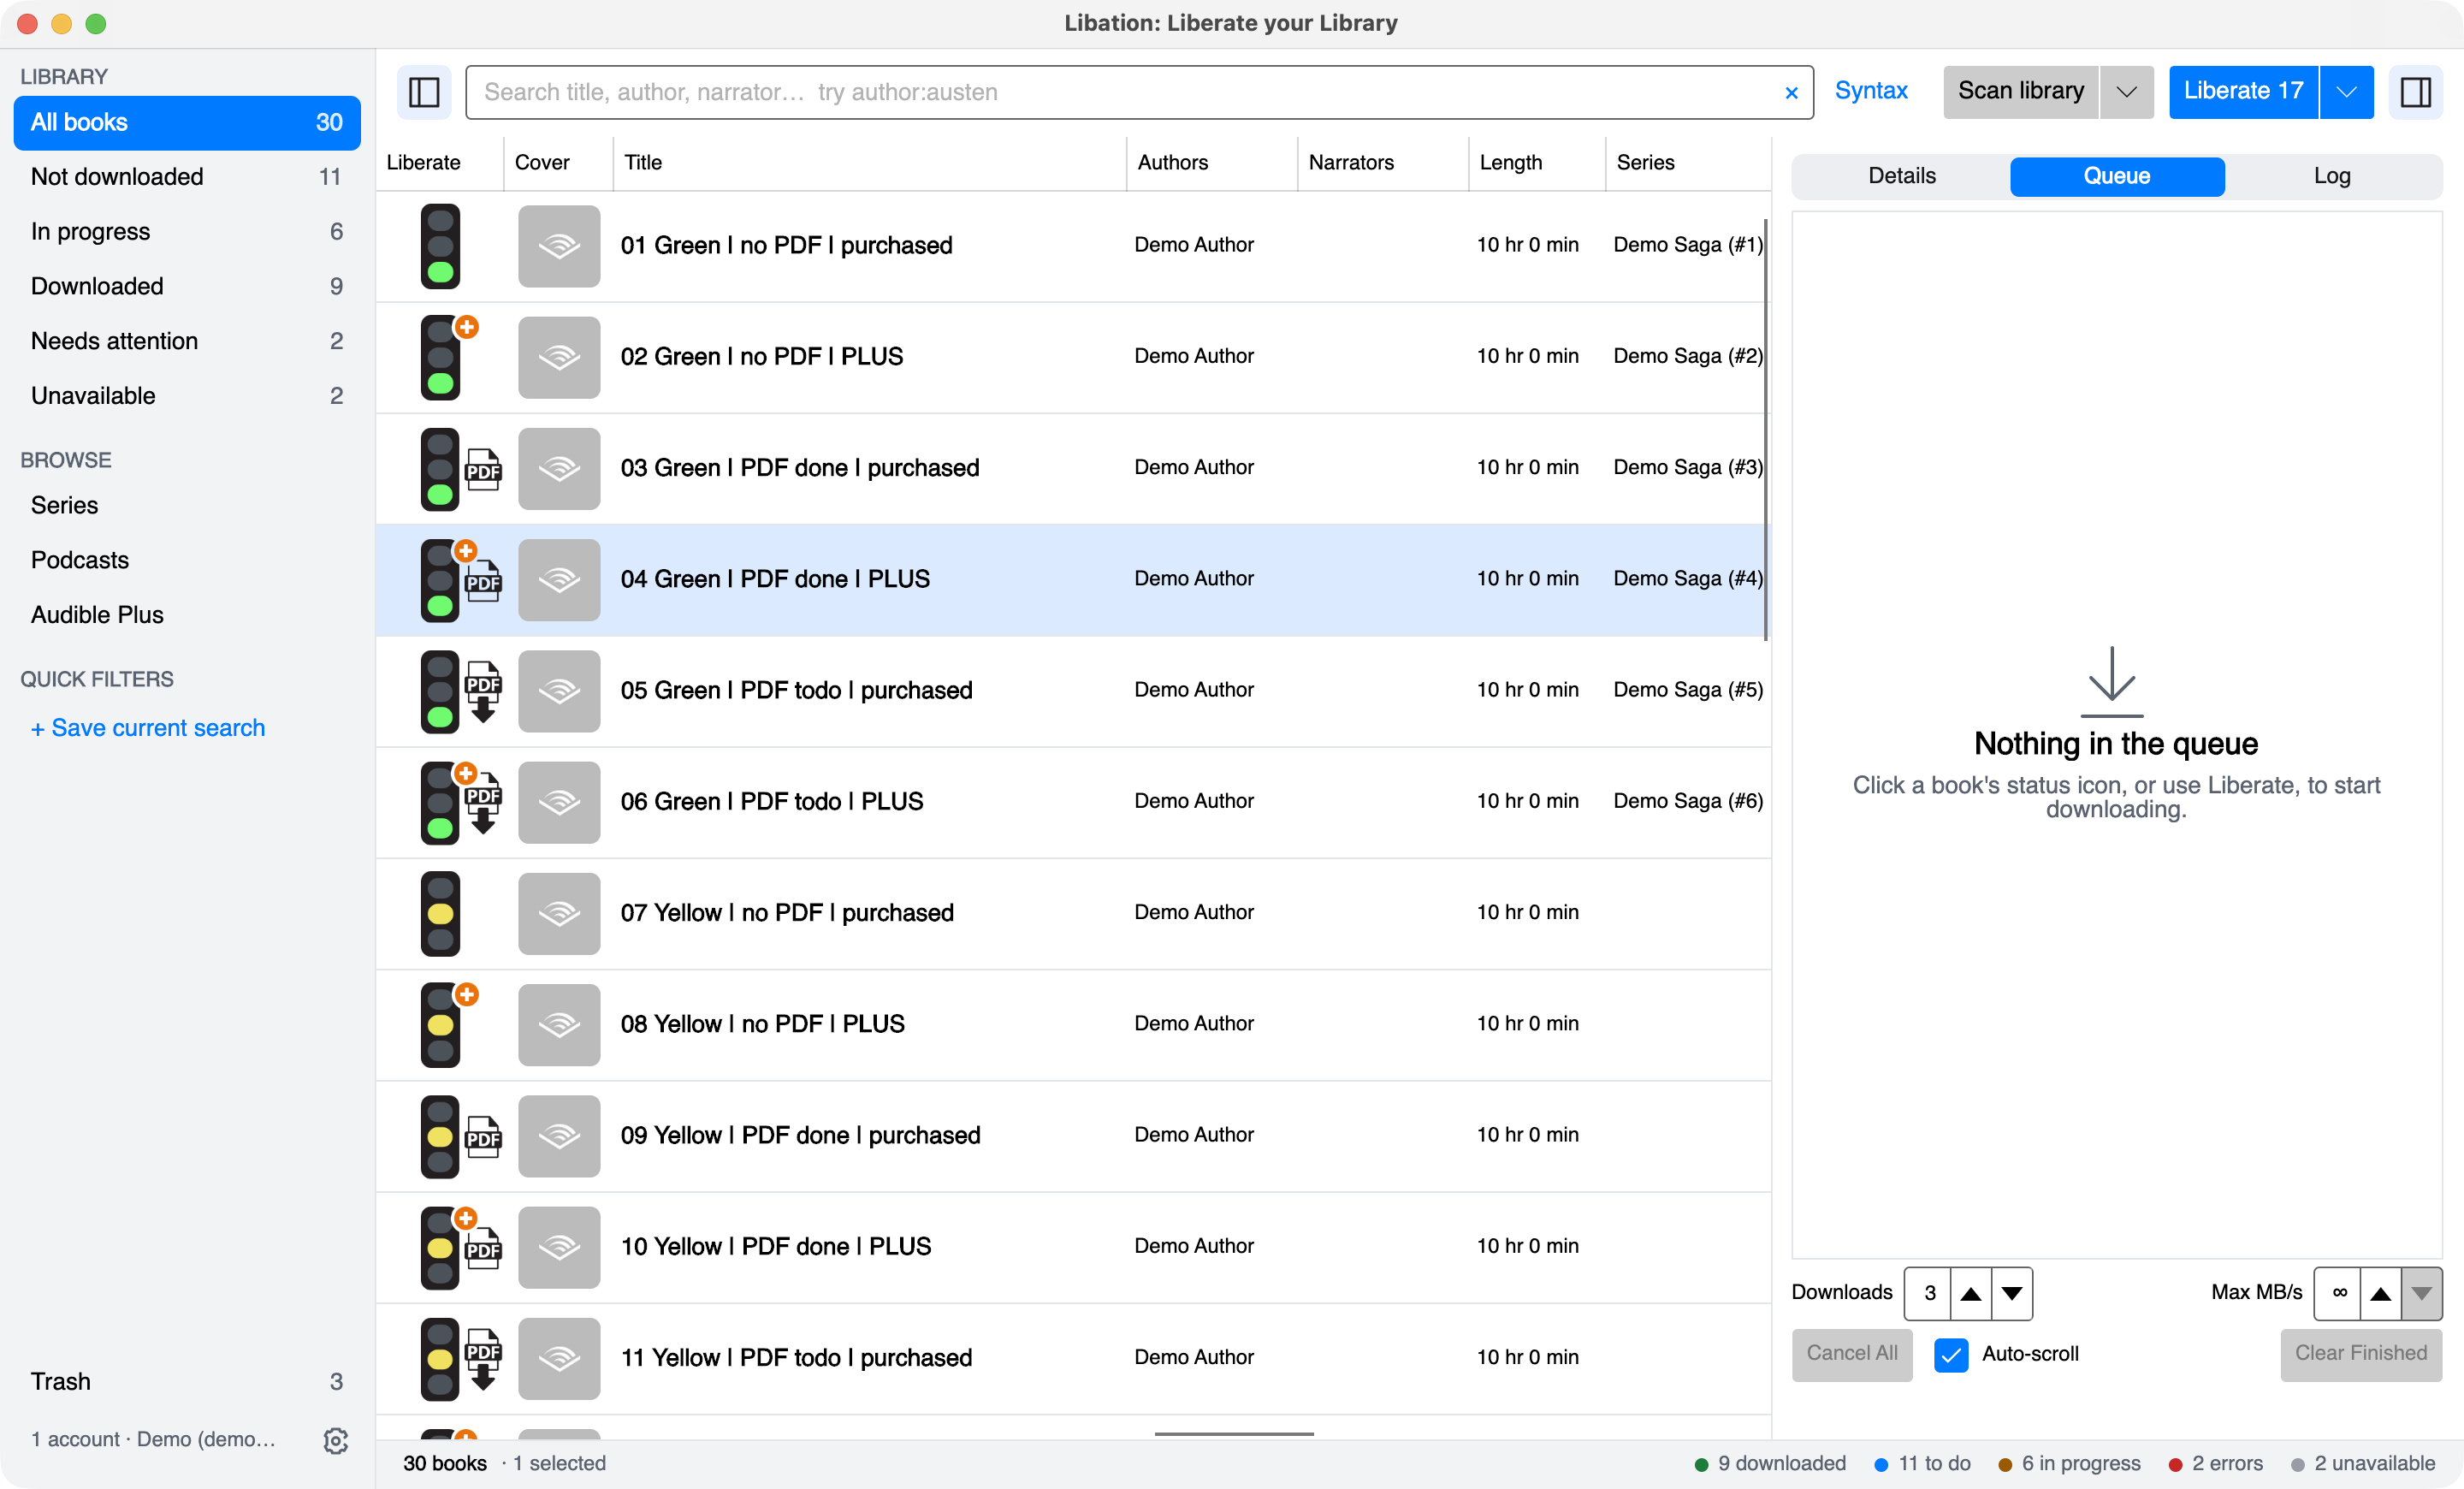 Libation: Liberate your Library
LIBRARY
All books 30
Not downloaded 11
In progress 6
Downloaded 9
Needs attention 2
Unavailable 2
BROWSE
Series
Podcasts
Audible Plus
QUICK FILTERS
+ Save current search
Trash 3
1 account · Demo (demo…
Search title, author, narrator… try author:austen
×
Syntax
Scan library
Liberate 17
Liberate Cover Title Authors Narrators Length Series
01 Green | no PDF | purchased Demo Author 10 hr 0 min Demo Saga (#1)
02 Green | no PDF | PLUS Demo Author 10 hr 0 min Demo Saga (#2)
PDF 03 Green | PDF done | purchased Demo Author 10 hr 0 min Demo Saga (#3)
PDF 04 Green | PDF done | PLUS Demo Author 10 hr 0 min Demo Saga (#4)
PDF 05 Green | PDF todo | purchased Demo Author 10 hr 0 min Demo Saga (#5)
PDF 06 Green | PDF todo | PLUS Demo Author 10 hr 0 min Demo Saga (#6)
07 Yellow | no PDF | purchased Demo Author 10 hr 0 min
08 Yellow | no PDF | PLUS Demo Author 10 hr 0 min
PDF 09 Yellow | PDF done | purchased Demo Author 10 hr 0 min
PDF 10 Yellow | PDF done | PLUS Demo Author 10 hr 0 min
PDF 11 Yellow | PDF todo | purchased Demo Author 10 hr 0 min
30 books · 1 selected
Details Queue Log
Nothing in the queue
Click a book's status icon, or use Liberate, to start
downloading.
Downloads 3 Max MB/s ∞
Cancel All Auto-scroll Clear Finished
9 downloaded 11 to do 6 in progress 2 errors 2 unavailable